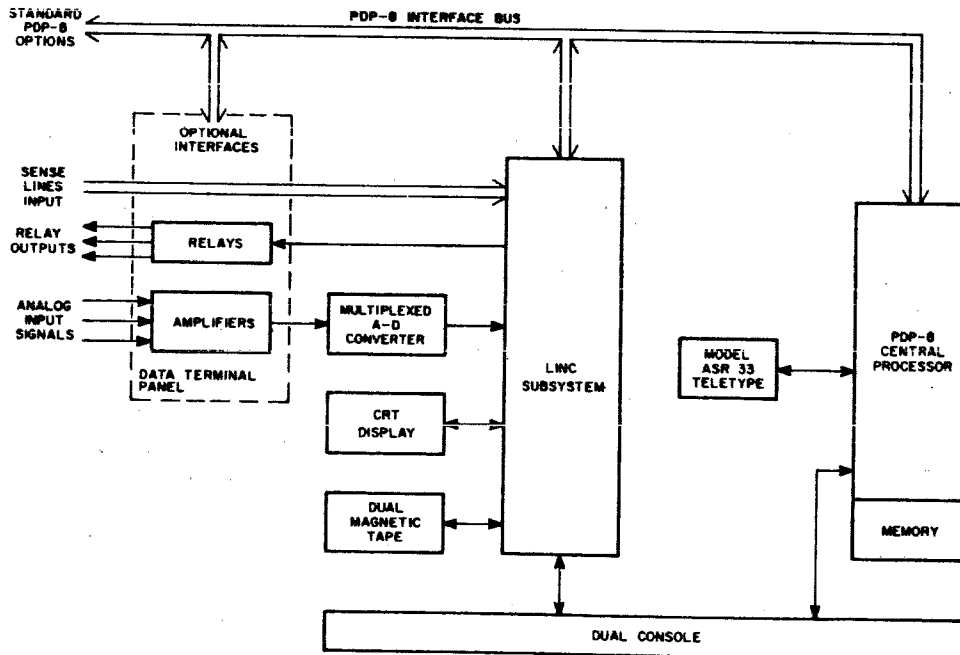 STANDARD
PDP-8
OPTIONS
PDP-8 INTERFACE BUS
OPTIONAL
INTERFACES
SENSE
LINES
INPUT
RELAY
OUTPUTS
RELAYS
ANALOG
INPUT
SIGNALS
AMPLIFIERS
MULTIPLEXED
A-D
CONVERTER
DATA TERMINAL
PANEL
LINC
SUBSYSTEM
CRT
DISPLAY
DUAL
MAGNETIC
TAPE
MODEL
ASR 33
TELETYPE
PDP-8
CENTRAL
PROCESSOR
MEMORY
DUAL CONSOLE